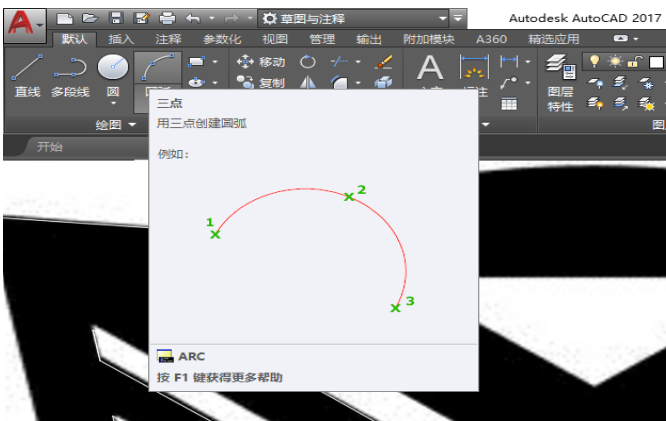 Autodesk AutoCAD 2017
草图与注释
默认 插入 注释 参数化 视图 管理 输出 附加模块 A360 精选应用
移动
直线 多段线 圆 复制 A 图层
特性
绘图
开始
三点
用三点创建圆弧
例如:
1
2
3
ARC
按 F1 键获得更多帮助